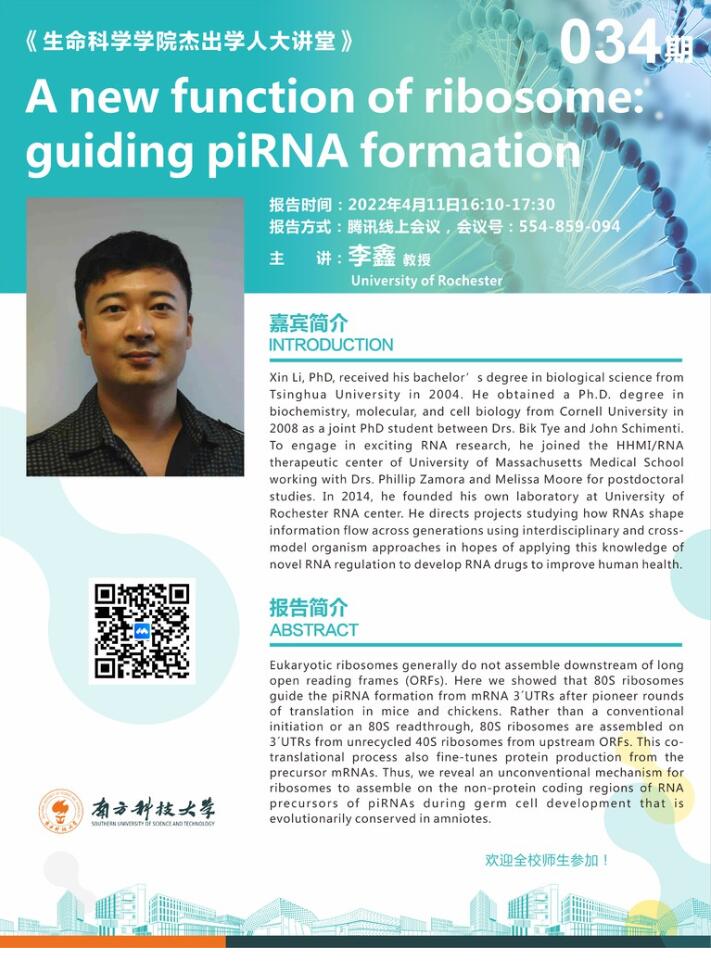 《生命科学学院杰出学人大讲堂》
034期
A new function of ribosome:
guiding piRNA formation
报告时间：2022年4月11日16:10-17:30
报告方式：腾讯线上会议，会议号：554-859-094
主 讲：李鑫 教授
University of Rochester
嘉宾简介
INTRODUCTION
Xin Li, PhD, received his bachelor’s degree in biological science from
Tsinghua University in 2004. He obtained a Ph.D. degree in
biochemistry, molecular, and cell biology from Cornell University in
2008 as a joint PhD student between Drs. Bik Tye and John Schimenti.
To engage in exciting RNA research, he joined the HHMI/RNA
therapeutic center of University of Massachusetts Medical School
working with Drs. Phillip Zamora and Melissa Moore for postdoctoral
studies. In 2014, he founded his own laboratory at University of
Rochester RNA center. He directs projects studying how RNAs shape
information flow across generations using interdisciplinary and cross-
model organism approaches in hopes of applying this knowledge of
novel RNA regulation to develop RNA drugs to improve human health.
报告简介
ABSTRACT
Eukaryotic ribosomes generally do not assemble downstream of long
open reading frames (ORFs). Here we showed that 80S ribosomes
guide the piRNA formation from mRNA 3′UTRs after pioneer rounds
of translation in mice and chickens. Rather than a conventional
initiation or an 80S readthrough, 80S ribosomes are assembled on
3′UTRs from unrecycled 40S ribosomes from upstream ORFs. This co-
translational process also fine-tunes protein production from the
precursor mRNAs. Thus, we reveal an unconventional mechanism for
ribosomes to assemble on the non-protein coding regions of RNA
precursors of piRNAs during germ cell development that is
evolutionarily conserved in amniotes.
南方科技大学
SOUTHERN UNIVERSITY OF SCIENCE AND TECHNOLOGY
欢迎全校师生参加！